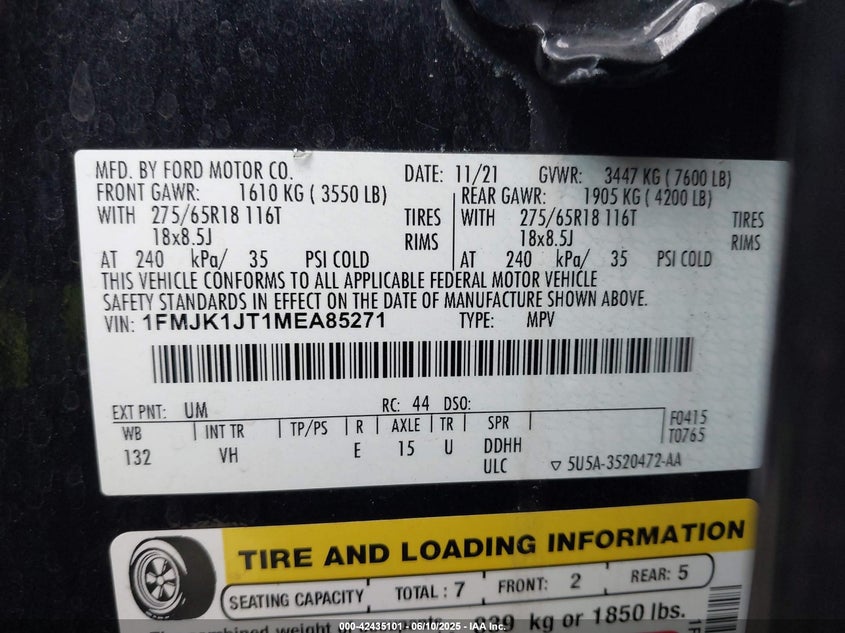 MFD. BY FORD MOTOR CO. DATE: 11/21 GVWR: 3447 KG ( 7600 LB)
FRONT GAWR: 1610 KG ( 3550 LB) REAR GAWR: 1905 KG ( 4200 LB)
WITH 275/65R18 116T TIRES WITH 275/65R18 116T TIRES
18x8.5J RIMS 18x8.5J RIMS
AT 240 kPa/ 35 PSI COLD AT 240 kPa/ 35 PSI COLD
THIS VEHICLE CONFORMS TO ALL APPLICABLE FEDERAL MOTOR VEHICLE
SAFETY STANDARDS IN EFFECT ON THE DATE OF MANUFACTURE SHOWN ABOVE.
VIN: 1FMJK1JT1MEA85271 TYPE: MPV
EXT PNT: UM RC: 44 DSO:
WB INT TR TP/PS R AXLE TR SPR F0415
132 VH E 15 U DDHH T0765
ULC 5U5A-3520472-AA
TIRE AND LOADING INFORMATION
SEATING CAPACITY TOTAL : 7 FRONT: 2 REAR: 5
kg or 1850 lbs.
000-42435101 - 06/10/2025 - IAA Inc.